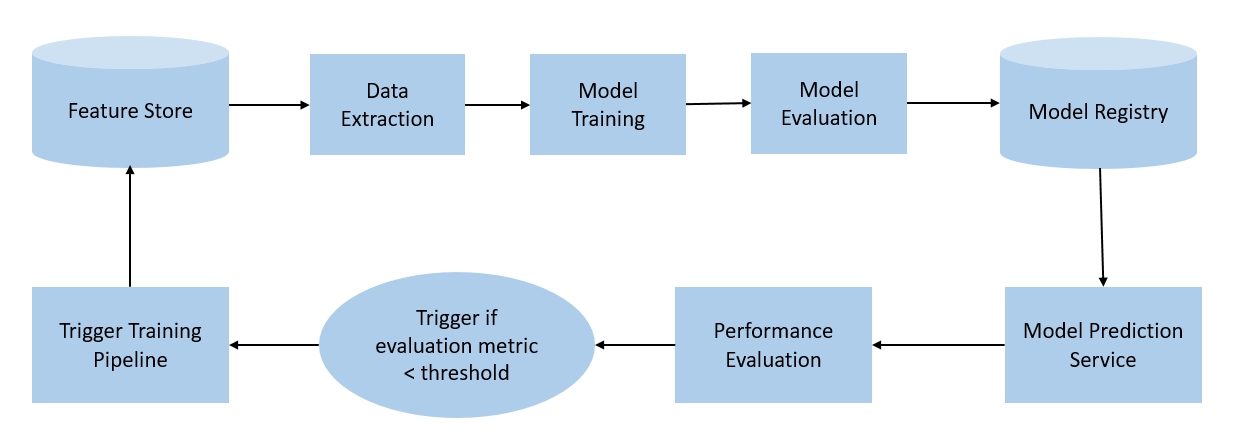 Feature Store
Data
Extraction
Model
Training
Model
Evaluation
Model Registry
Trigger Training
Pipeline
Trigger if
evaluation metric
< threshold
Performance
Evaluation
Model Prediction
Service